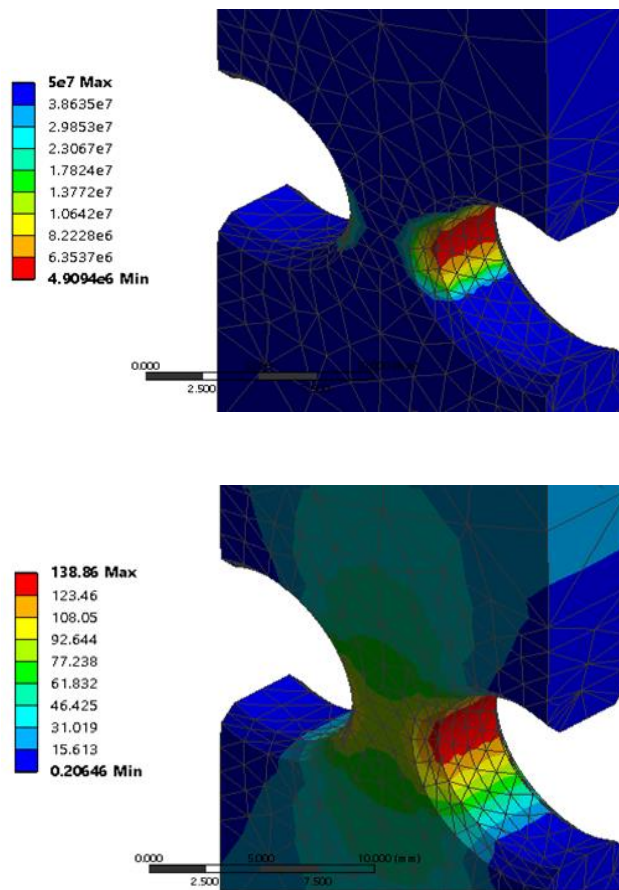 5e7 Max
3.8635e7
2.9853e7
2.3067e7
1.7824e7
1.3772e7
1.0642e7
8.2228e6
6.3537e6
4.9094e6 Min
0.000
2.500
138.86 Max
123.46
108.05
92.644
77.238
61.832
46.425
31.019
15.613
0.20646 Min
0.000 5.000 10.000 (mm)
2.500 7.500